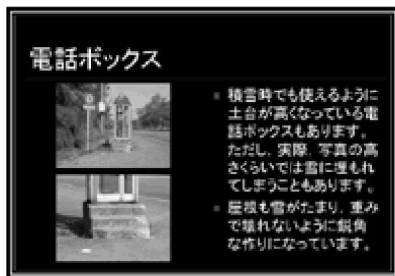 電話ボックス
積雪時でも使えるように
土台が高くなっている電
話ボックスもあります。
ただし、実際、写真の高
さくらいでは雪に埋もれ
てしまうこともあります。
屋根も雪がたまり、重み
で壊れないように鋭角
な作りになっています。